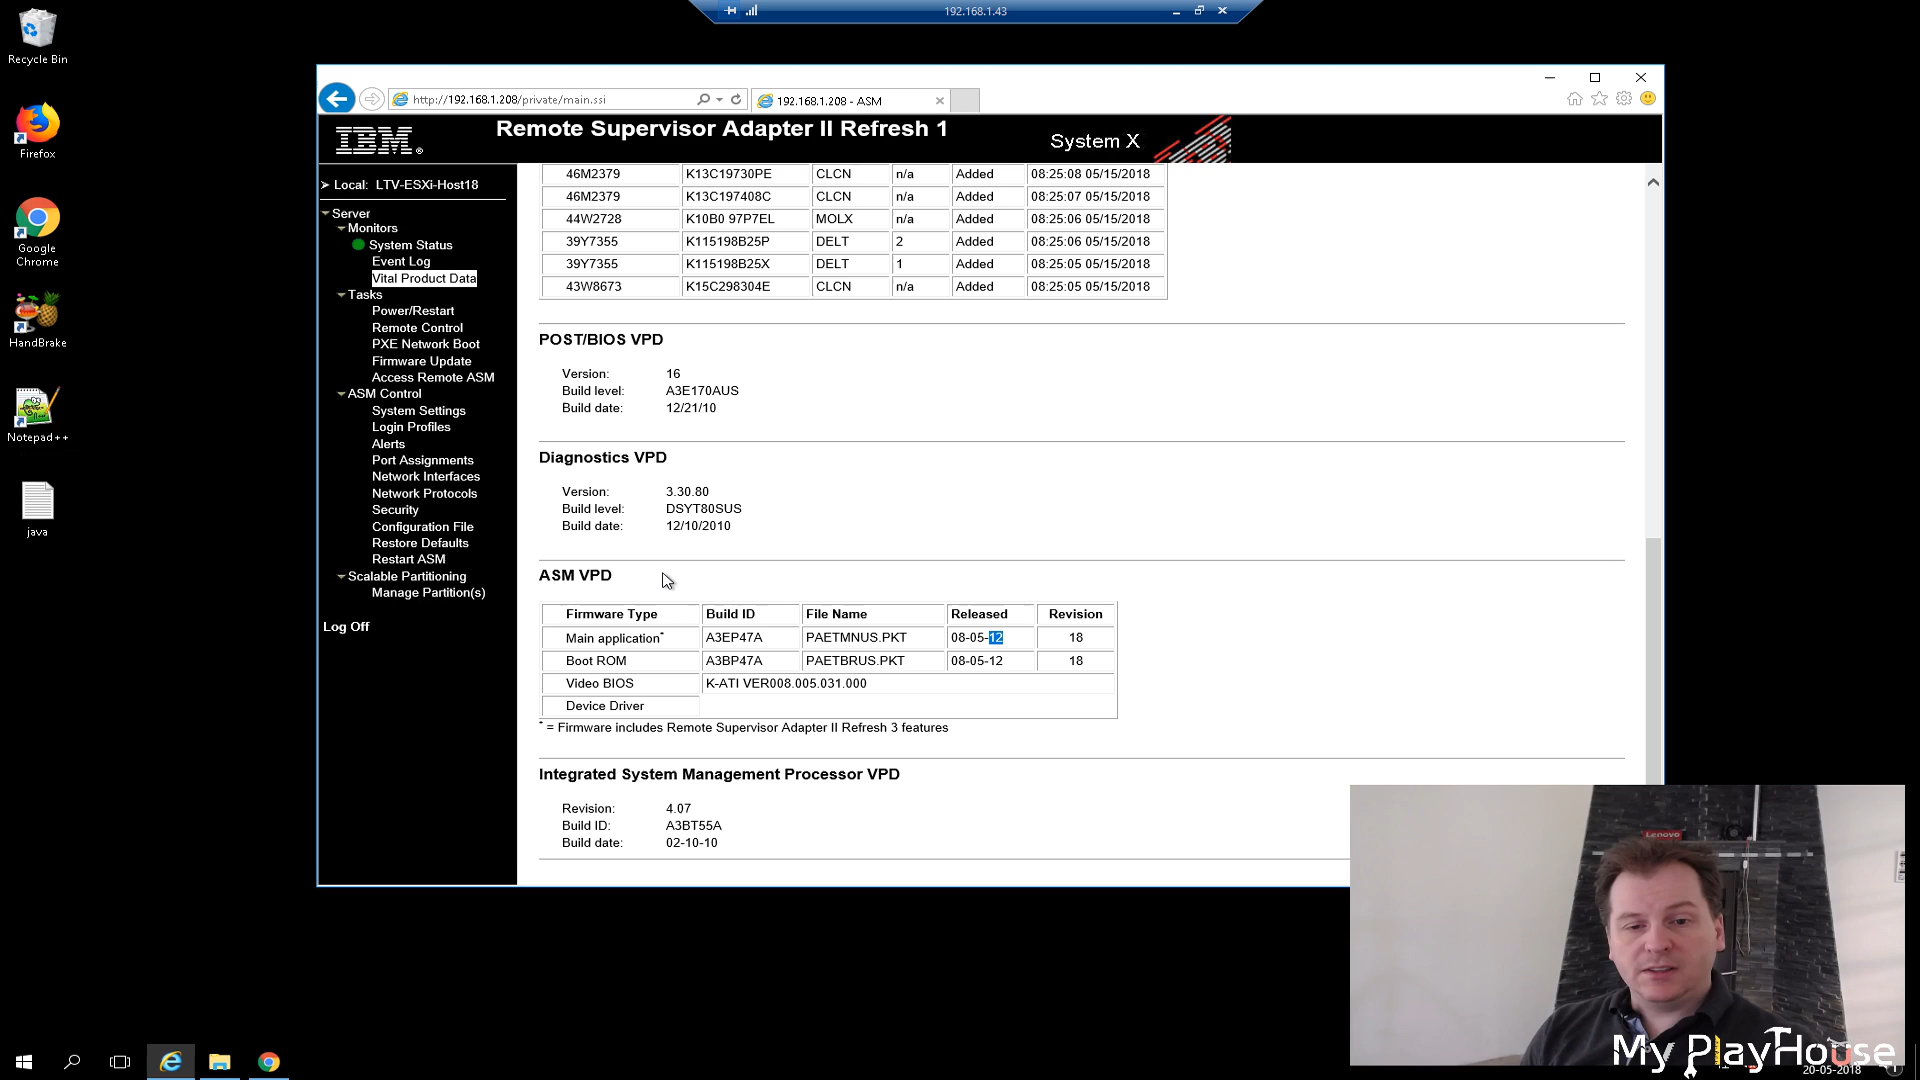 192.168.1.43
Recycle Bin
Firefox
Google
Chrome
HandBrake
Notepad++
java
http://192.168.1.208/private/main.ssi
192.168.1.208 - ASM
IBM®
Remote Supervisor Adapter II Refresh 1
System X
Local: LTV-ESXi-Host18
Server
Monitors
System Status
Event Log
Vital Product Data
Tasks
Power/Restart
Remote Control
PXE Network Boot
Firmware Update
Access Remote ASM
ASM Control
System Settings
Login Profiles
Alerts
Port Assignments
Network Interfaces
Network Protocols
Security
Configuration File
Restore Defaults
Restart ASM
Scalable Partitioning
Manage Partition(s)
Log Off
46M2379 K13C19730PE CLCN n/a Added 08:25:08 05/15/2018
46M2379 K13C197408C CLCN n/a Added 08:25:07 05/15/2018
44W2728 K10B0 97P7EL MOLX n/a Added 08:25:06 05/15/2018
39Y7355 K115198B25P DELT 2 Added 08:25:06 05/15/2018
39Y7355 K115198B25X DELT 1 Added 08:25:05 05/15/2018
43W8673 K15C298304E CLCN n/a Added 08:25:05 05/15/2018
POST/BIOS VPD
Version: 16
Build level: A3E170AUS
Build date: 12/21/10
Diagnostics VPD
Version: 3.30.80
Build level: DSYT80SUS
Build date: 12/10/2010
ASM VPD
Firmware Type Build ID File Name Released Revision
Main application* A3EP47A PAETMNUS.PKT 08-05-12 18
Boot ROM A3BP47A PAETBRUS.PKT 08-05-12 18
Video BIOS K-ATI VER008.005.031.000
Device Driver
* = Firmware includes Remote Supervisor Adapter II Refresh 3 features
Integrated System Management Processor VPD
Revision: 4.07
Build ID: A3BT55A
Build date: 02-10-10
Lenovo
My PlayHouse
20-05-2018